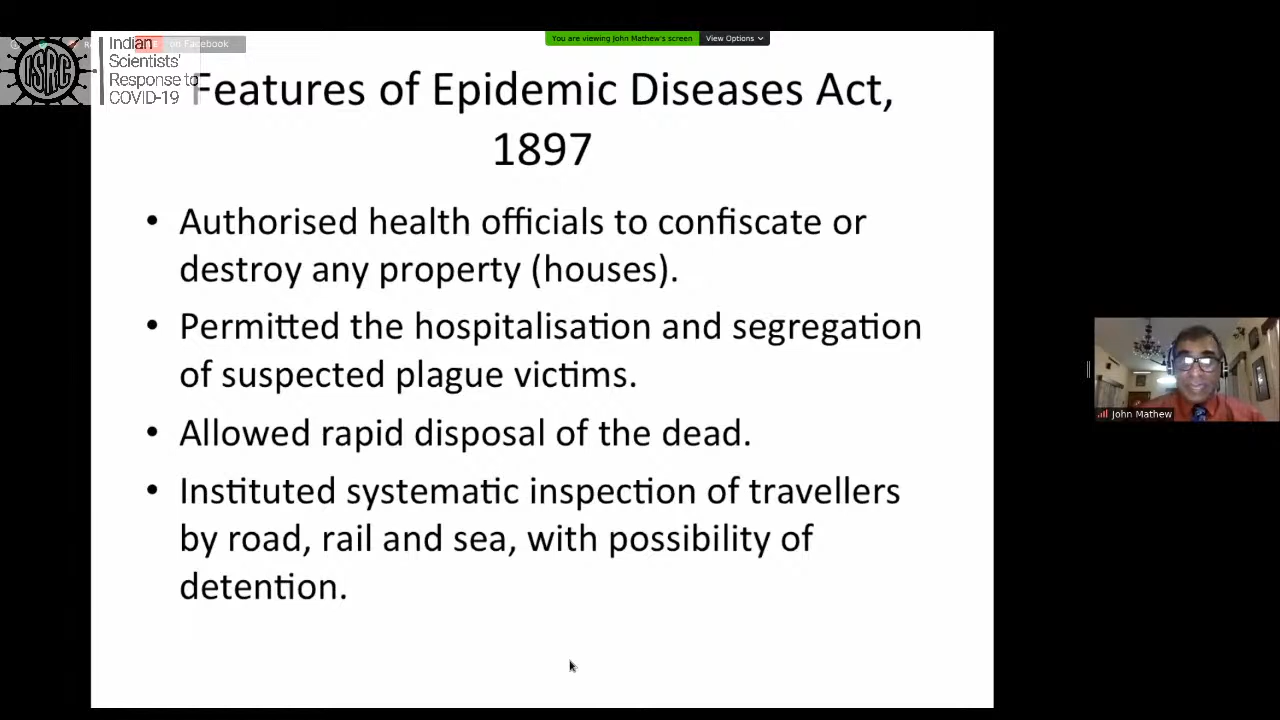 You are viewing John Mathew's screen View Options
Indian
Scientists'
Response to
COVID-19
ISRC
on Facebook
Features of Epidemic Diseases Act,
1897
• Authorised health officials to confiscate or
destroy any property (houses).
• Permitted the hospitalisation and segregation
of suspected plague victims.
• Allowed rapid disposal of the dead.
• Instituted systematic inspection of travellers
by road, rail and sea, with possibility of
detention.
John Mathew